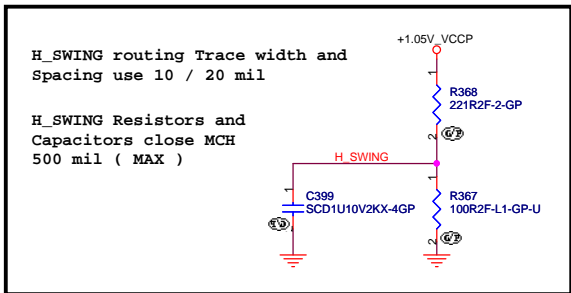 +1.05V_VCCP
H_SWING routing Trace width and
Spacing use 10 / 20 mil
1
R368
221R2F-2-GP
H_SWING Resistors and
Capacitors close MCH
500 mil ( MAX )
2
G/P
H_SWING
1
1
C399
SCD1U10V2KX-4GP
R367
100R2F-L1-GP-U
G/P
2
G/P